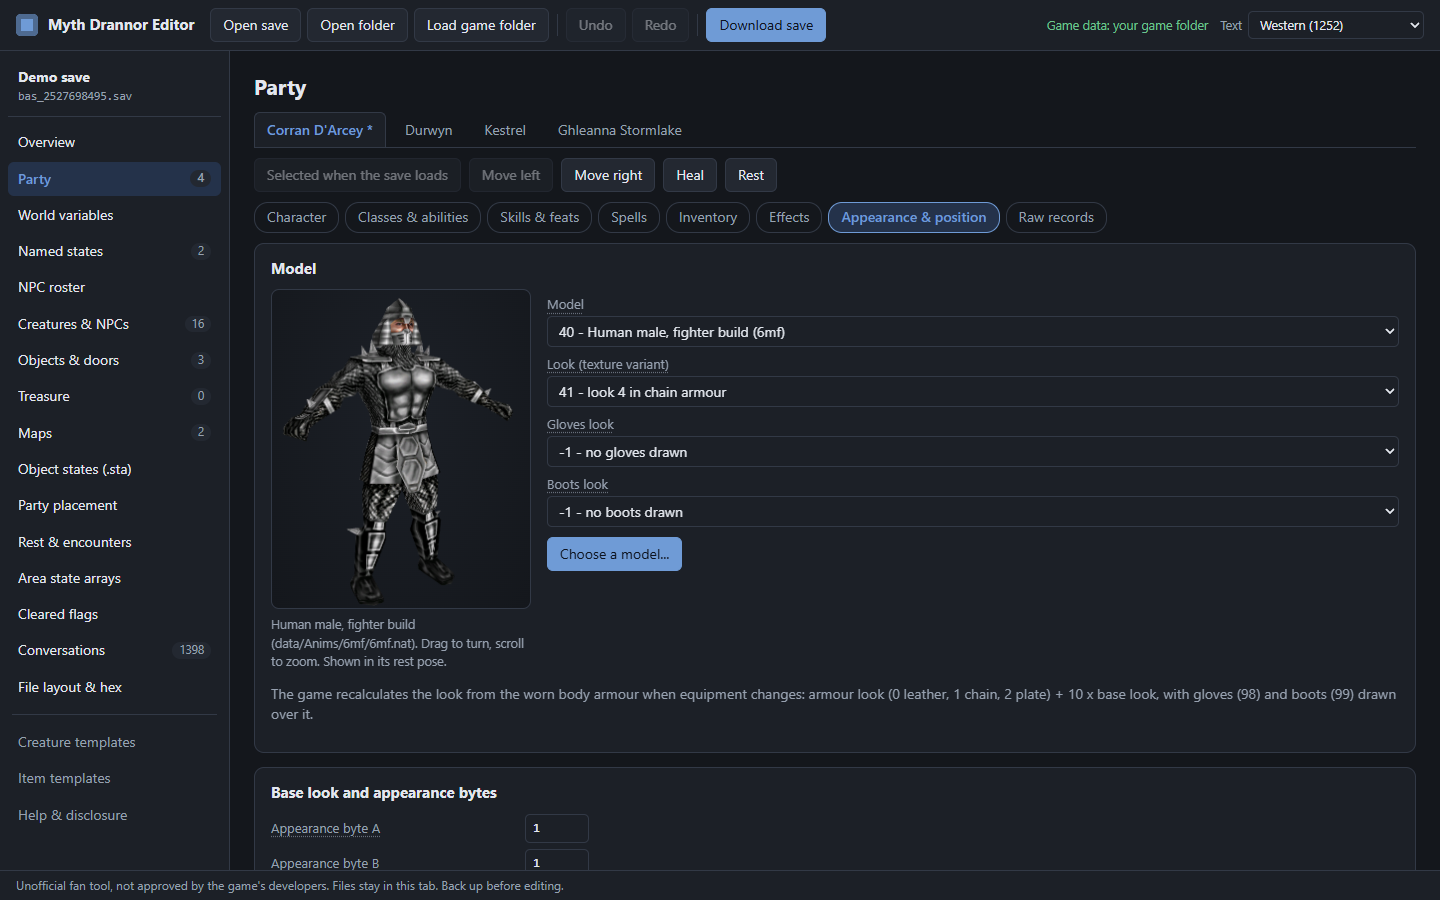 Myth Drannor Editor
Open save
Open folder
Load game folder
Undo
Redo
Download save
Game data: your game folder
Text
Western (1252)
Demo save
bas_2527698495.sav
Overview
Party 4
World variables
Named states 2
NPC roster
Creatures & NPCs 16
Objects & doors 3
Treasure 0
Maps 2
Object states (.sta)
Party placement
Rest & encounters
Area state arrays
Cleared flags
Conversations 1398
File layout & hex
Creature templates
Item templates
Help & disclosure
Party
Corran D'Arcey *
Durwyn
Kestrel
Ghleanna Stormlake
Selected when the save loads
Move left
Move right
Heal
Rest
Character
Classes & abilities
Skills & feats
Spells
Inventory
Effects
Appearance & position
Raw records
Model
Human male, fighter build
(data/Anims/6mf/6mf.nat). Drag to turn, scroll
to zoom. Shown in its rest pose.
Model
40 - Human male, fighter build (6mf)
Look (texture variant)
41 - look 4 in chain armour
Gloves look
-1 - no gloves drawn
Boots look
-1 - no boots drawn
Choose a model...
The game recalculates the look from the worn body armour when equipment changes: armour look (0 leather, 1 chain, 2 plate) + 10 x base look, with gloves (98) and boots (99) drawn
over it.
Base look and appearance bytes
Appearance byte A 1
Appearance byte B 1
Unofficial fan tool, not approved by the game's developers. Files stay in this tab. Back up before editing.